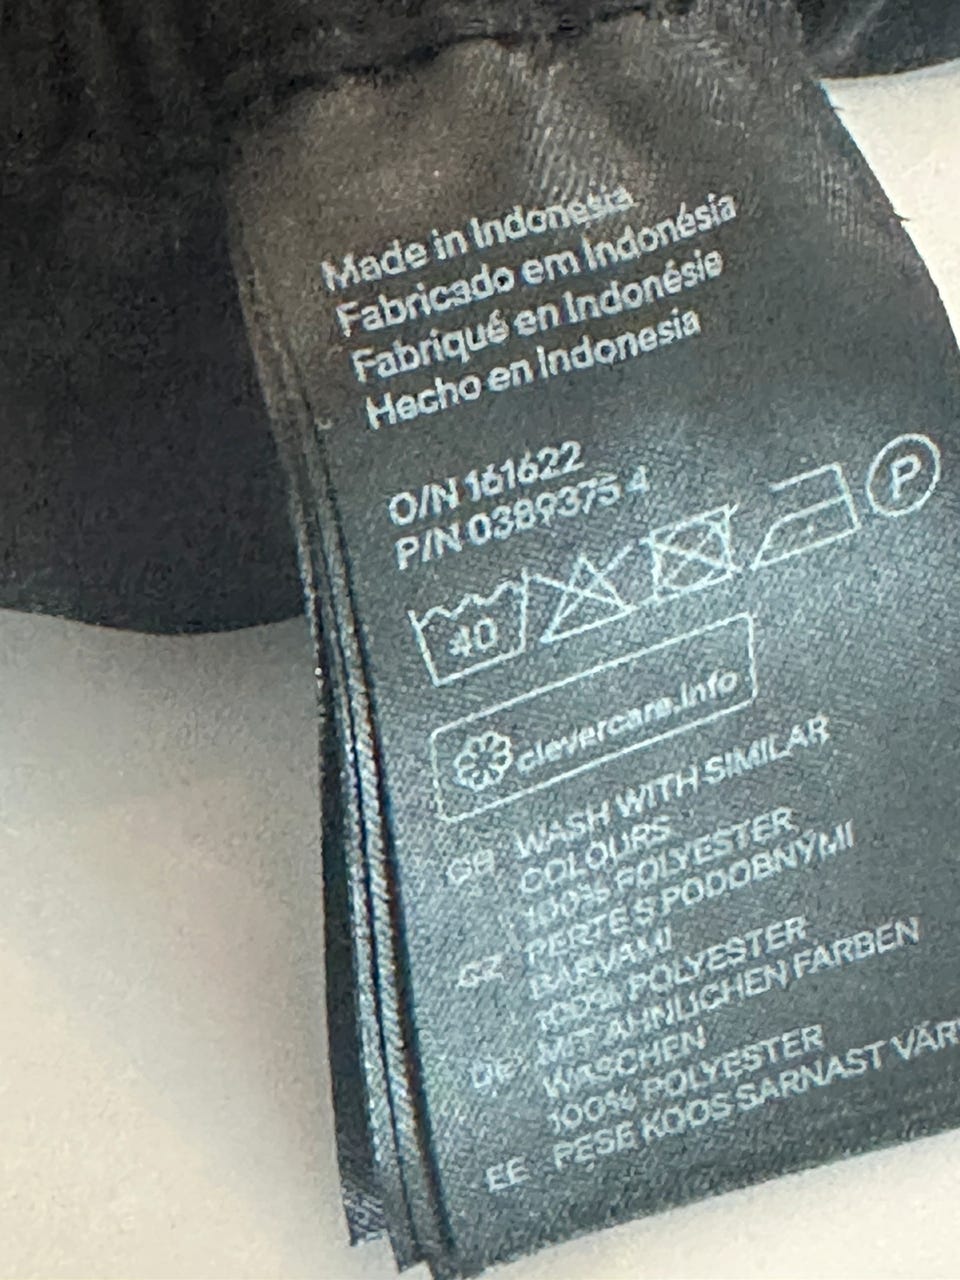 Made in Indonesia
Fabricado em Indonésia
Fabriqué en Indonésie
Hecho en Indonesia
O/N 161622
P/N 0389375 4
40
P
clevercare.info
GB WASH WITH SIMILAR
COLOURS
100% POLYESTER
CZ PERTE S PODOBNÝMI
BARVAMI
100% POLYESTER
DE MIT ÄHNLICHEN FARBEN
WASCHEN
100% POLYESTER
EE PESE KOOS SARNAST